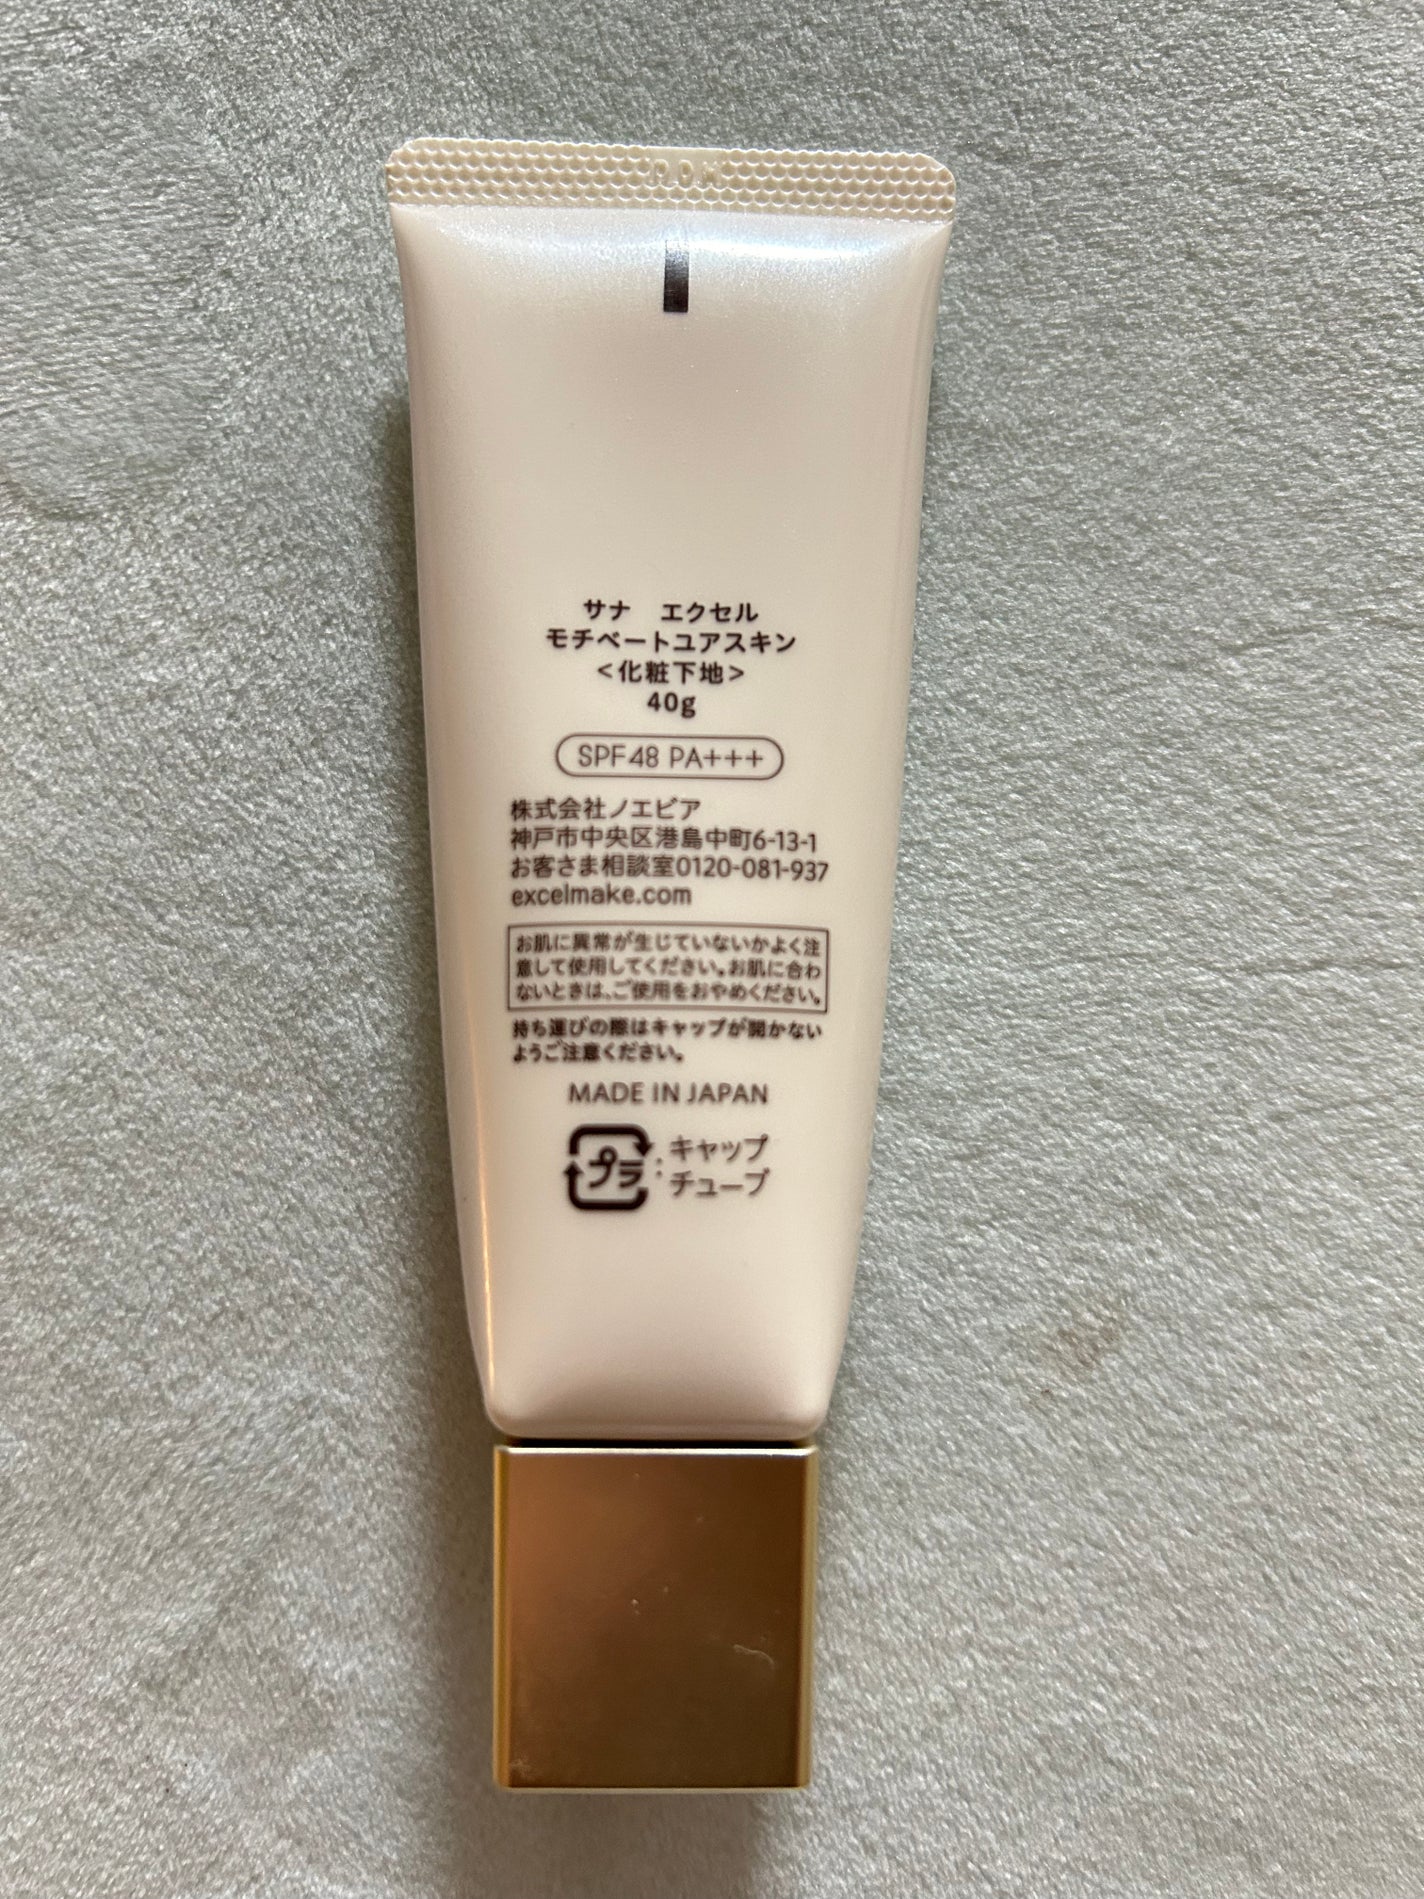 サナ　エクセル
モチベートユアスキン
<化粧下地>
40g
SPF48 PA+++
株式会社ノエビア
神戸市中央区港島中町6-13-1
お客さま相談室0120-081-937
excelmake.com
お肌に異常が生じていないかよく注
意して使用してください。お肌に合わ
ないときは、ご使用をおやめください。
持ち運びの際はキャップが開かない
ようご注意ください。
MADE IN JAPAN
プラ : キャップ
チューブ